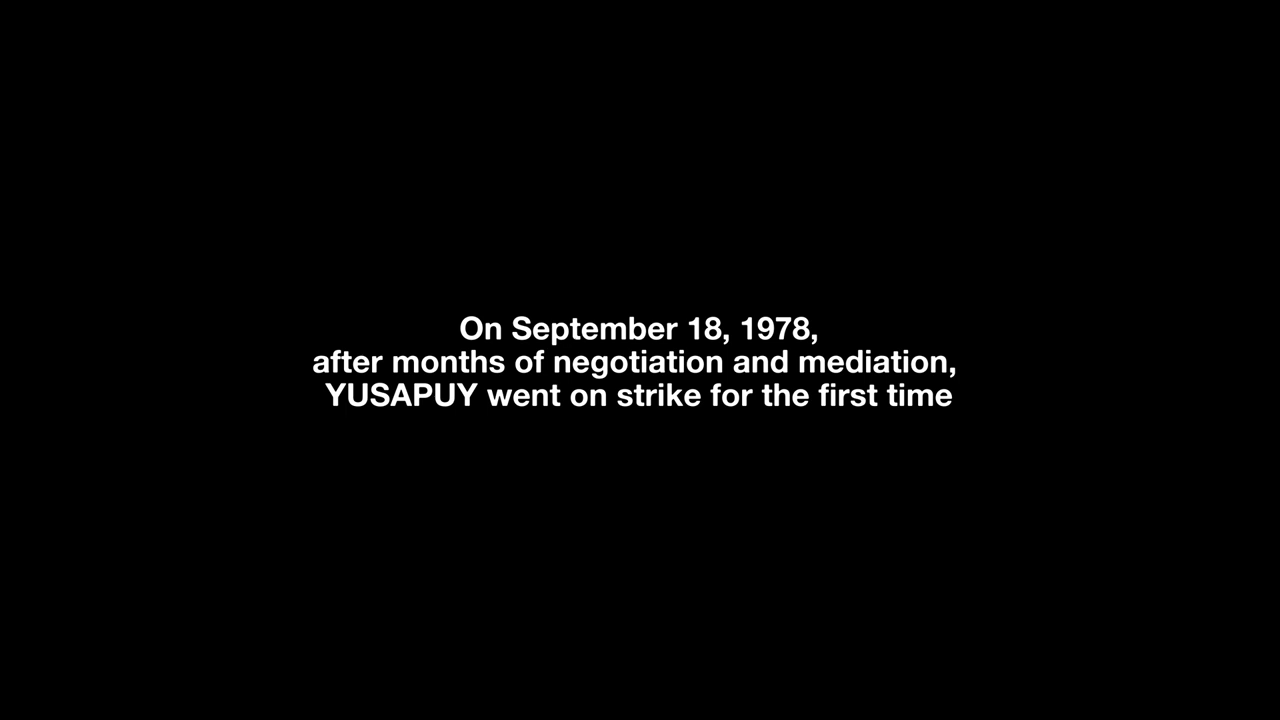 On September 18, 1978,
after months of negotiation and mediation,
YUSAPUY went on strike for the first time